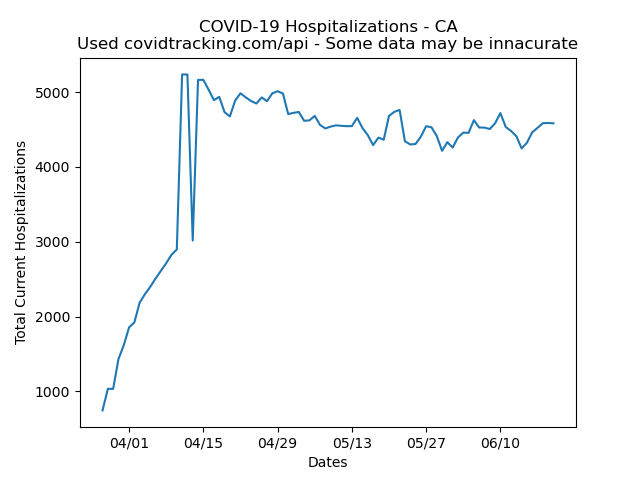 COVID-19 Hospitalizations - CA
Used covidtracking.com/api - Some data may be innacurate
Total Current Hospitalizations
5000
4000
3000
2000
1000
04/01 04/15 04/29 05/13 05/27 06/10
Dates